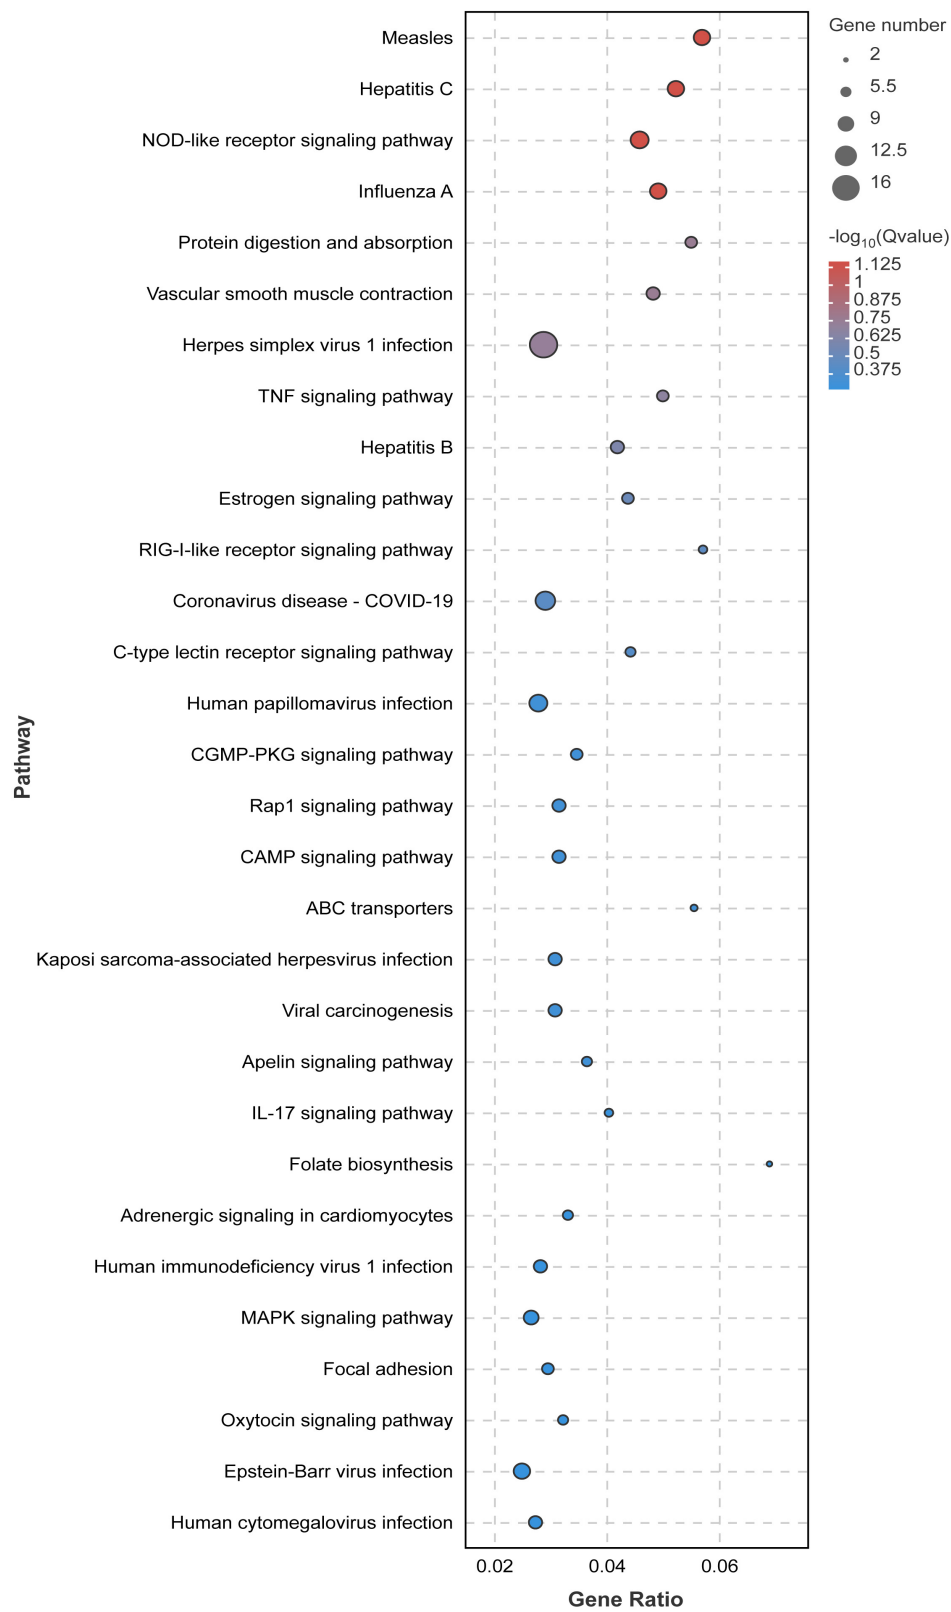 Measles
Hepatitis C
NOD-like receptor signaling pathway
Influenza A
Protein digestion and absorption
Vascular smooth muscle contraction
Herpes simplex virus 1 infection
TNF signaling pathway
Hepatitis B
Estrogen signaling pathway
RIG-I-like receptor signaling pathway
Coronavirus disease - COVID-19
C-type lectin receptor signaling pathway
Human papillomavirus infection
CGMP-PKG signaling pathway
Rap1 signaling pathway
CAMP signaling pathway
ABC transporters
Kaposi sarcoma-associated herpesvirus infection
Viral carcinogenesis
Apelin signaling pathway
IL-17 signaling pathway
Folate biosynthesis
Adrenergic signaling in cardiomyocytes
Human immunodeficiency virus 1 infection
MAPK signaling pathway
Focal adhesion
Oxytocin signaling pathway
Epstein-Barr virus infection
Human cytomegalovirus infection
Pathway
0.02 0.04 0.06
Gene Ratio
Gene number
2
5.5
9
12.5
16
-log10(Qvalue)
1.125
1
0.875
0.75
0.625
0.5
0.375